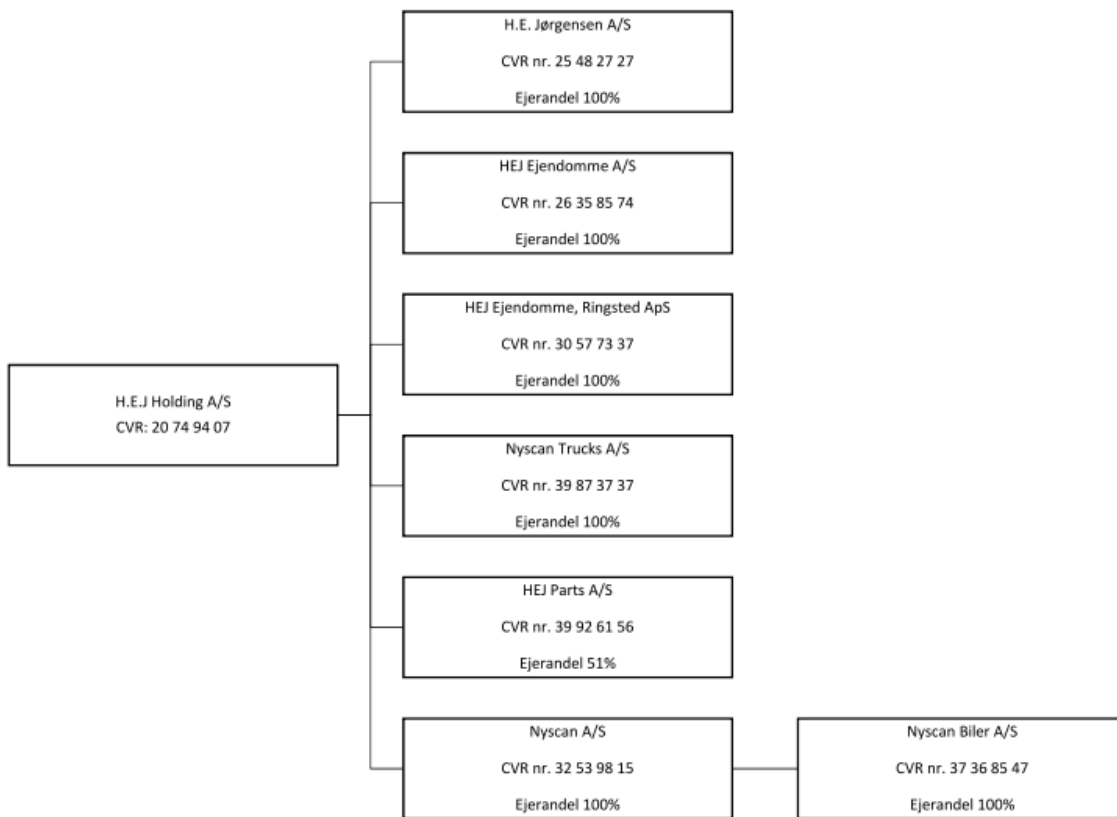 H.E. Jørgensen A/S
CVR nr. 25 48 27 27
Ejerandel 100%
HEJ Ejendomme A/S
CVR nr. 26 35 85 74
Ejerandel 100%
HEJ Ejendomme, Ringsted ApS
CVR nr. 30 57 73 37
Ejerandel 100%
H.E.J Holding A/S
CVR: 20 74 94 07
Nyscan Trucks A/S
CVR nr. 39 87 37 37
Ejerandel 100%
HEJ Parts A/S
CVR nr. 39 92 61 56
Ejerandel 51%
Nyscan A/S
CVR nr. 32 53 98 15
Ejerandel 100%
Nyscan Biler A/S
CVR nr. 37 36 85 47
Ejerandel 100%